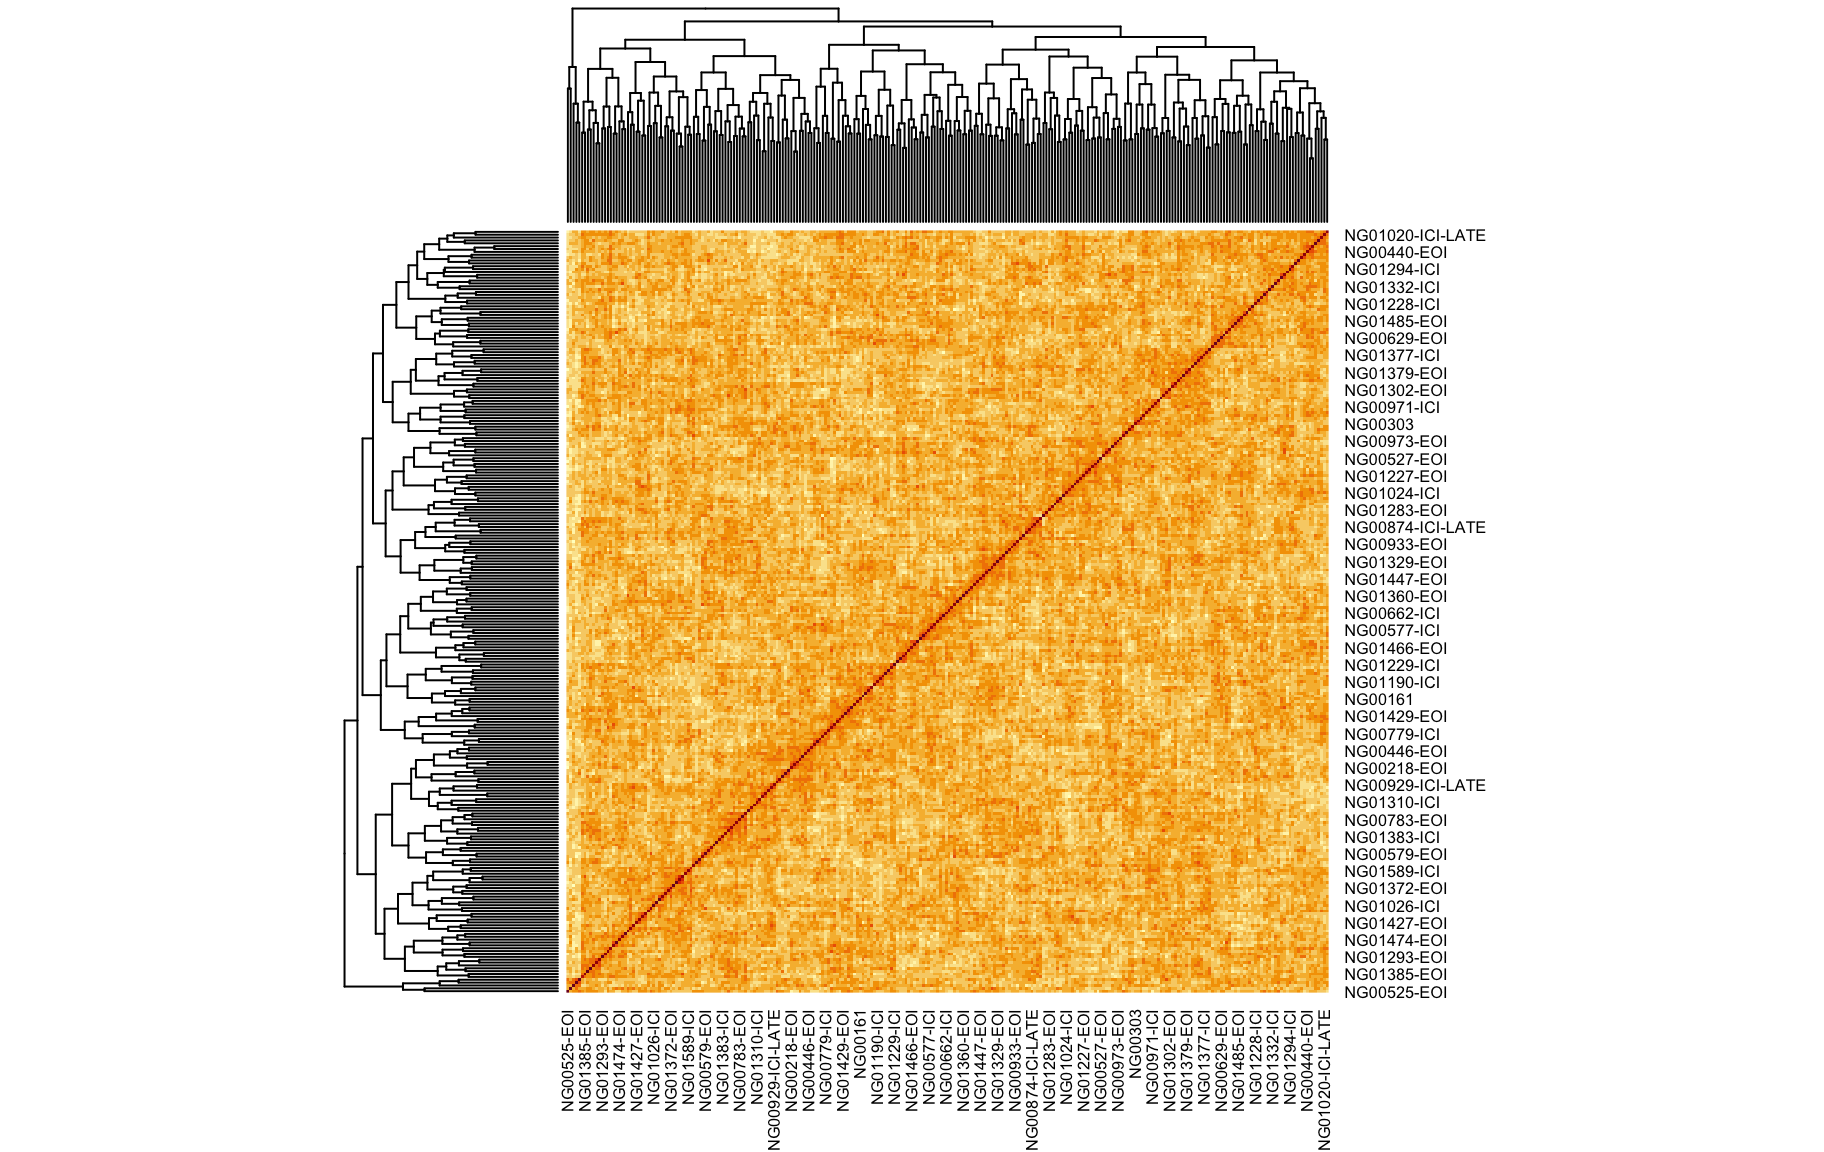 NG01020-ICI-LATE
NG00440-EOI
NG01294-ICI
NG01332-ICI
NG01228-ICI
NG01485-EOI
NG00629-EOI
NG01377-ICI
NG01379-EOI
NG01302-EOI
NG00971-ICI
NG00303
NG00973-EOI
NG00527-EOI
NG01227-EOI
NG01024-ICI
NG01283-EOI
NG00874-ICI-LATE
NG00933-EOI
NG01329-EOI
NG01447-EOI
NG01360-EOI
NG00662-ICI
NG00577-ICI
NG01466-EOI
NG01229-ICI
NG01190-ICI
NG00161
NG01429-EOI
NG00779-ICI
NG00446-EOI
NG00218-EOI
NG00929-ICI-LATE
NG01310-ICI
NG00783-EOI
NG01383-ICI
NG00579-EOI
NG01589-ICI
NG01372-EOI
NG01026-ICI
NG01427-EOI
NG01474-EOI
NG01293-EOI
NG01385-EOI
NG00525-EOI
NG00525-EOI
NG01385-EOI
NG01293-EOI
NG01474-EOI
NG01427-EOI
NG01026-ICI
NG01372-EOI
NG01589-ICI
NG00579-EOI
NG01383-ICI
NG00783-EOI
NG01310-ICI
NG00929-ICI-LATE
NG00218-EOI
NG00446-EOI
NG00779-ICI
NG01429-EOI
NG00161
NG01190-ICI
NG01229-ICI
NG01466-EOI
NG00577-ICI
NG00662-ICI
NG01360-EOI
NG01447-EOI
NG01329-EOI
NG00933-EOI
NG00874-ICI-LATE
NG01283-EOI
NG01024-ICI
NG01227-EOI
NG00527-EOI
NG00973-EOI
NG00303
NG00971-ICI
NG01302-EOI
NG01379-EOI
NG01377-ICI
NG00629-EOI
NG01485-EOI
NG01228-ICI
NG01332-ICI
NG01294-ICI
NG00440-EOI
NG01020-ICI-LATE